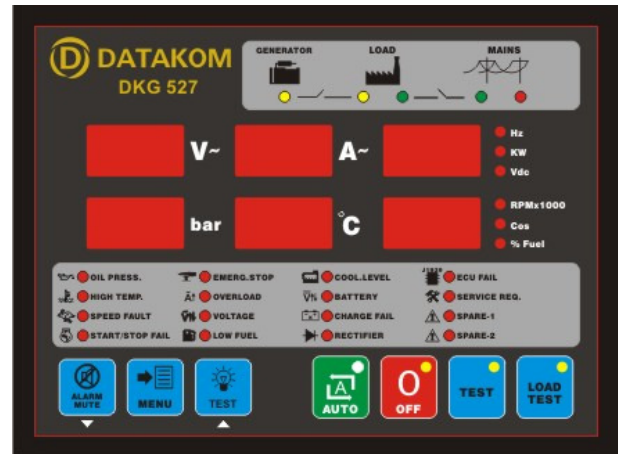 D DATAKOM
DKG 527
GENERATOR LOAD MAINS
V~ A~ Hz
KW
Vdc
bar °C RPMx1000
Cos
% Fuel
OIL PRESS. EMERG.STOP COOL.LEVEL J1939 ECU FAIL
HIGH TEMP. OVERLOAD BATTERY SERVICE REQ.
SPEED FAULT VHz VOLTAGE CHARGE FAIL SPARE-1
START/STOP FAIL LOW FUEL RECTIFIER SPARE-2
ALARM
MUTE
MENU
TEST
A
AUTO
O
OFF
TEST
LOAD
TEST